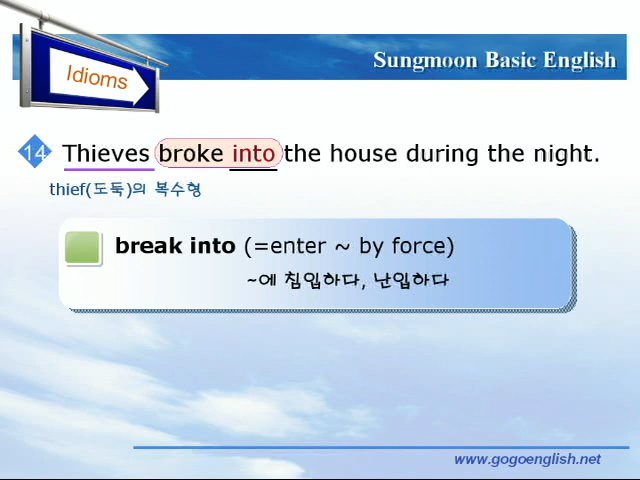 Idioms
Sungmoon Basic English
14 Thieves broke into the house during the night.
thief(도둑)의 복수형
break into (=enter ~ by force)
~에 침입하다, 난입하다
www.gogoenglish.net